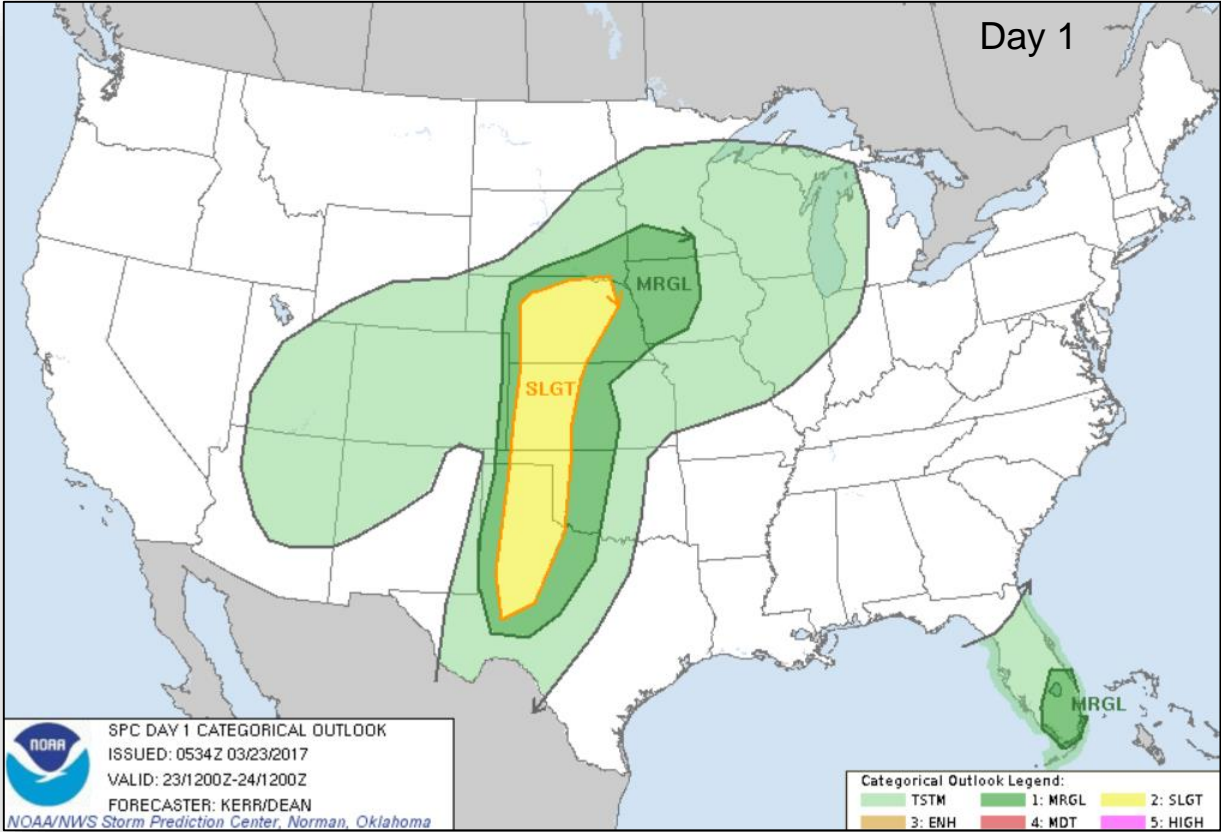 Day 1
MRGL
SLGT
MRGL
NOAA
SPC DAY 1 CATEGORICAL OUTLOOK
ISSUED: 0534Z 03/23/2017
VALID: 23/1200Z-24/1200Z
FORECASTER: KERR/DEAN
NOAA/NWS Storm Prediction Center, Norman, Oklahoma
Categorical Outlook Legend:
TSTM 1: MRGL 2: SLGT
3: ENH 4: MDT 5: HIGH